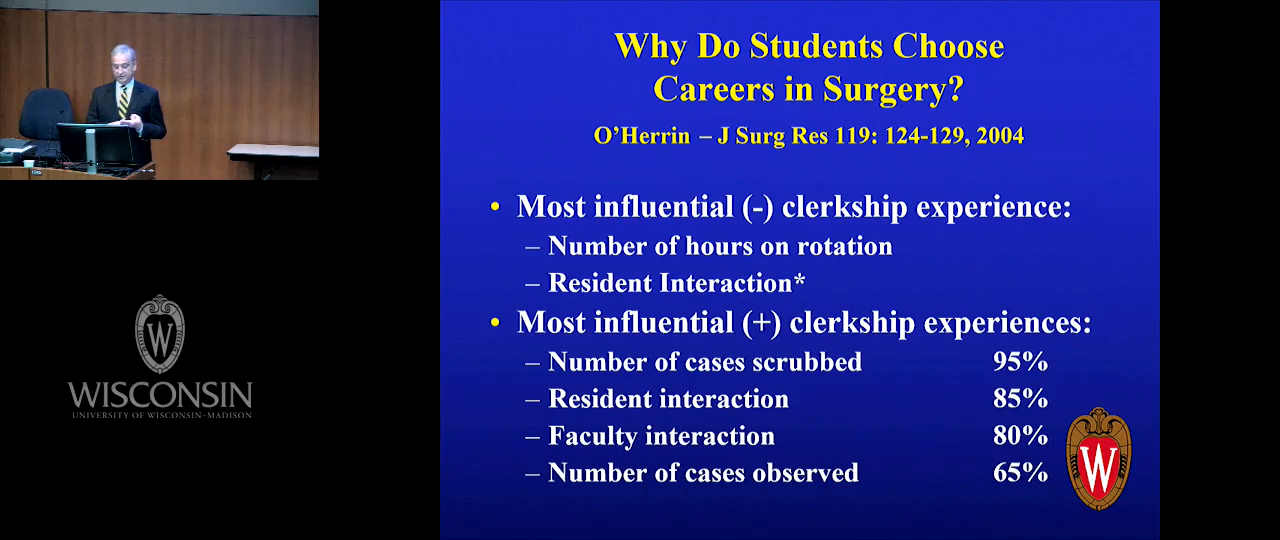 Why Do Students Choose
Careers in Surgery?
O'Herrin – J Surg Res 119: 124-129, 2004
• Most influential (-) clerkship experience:
– Number of hours on rotation
– Resident Interaction*
• Most influential (+) clerkship experiences:
– Number of cases scrubbed 95%
– Resident interaction 85%
– Faculty interaction 80%
– Number of cases observed 65%
W
W
WISCONSIN
UNIVERSITY OF WISCONSIN–MADISON